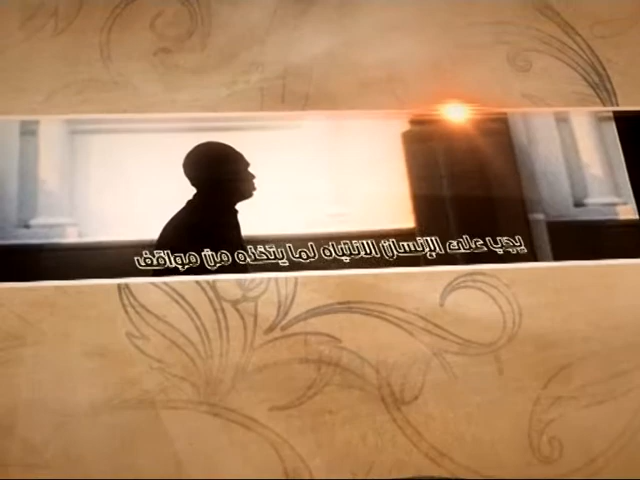 يجب على الإنسان الانتباه لما يتخذه من مواقف